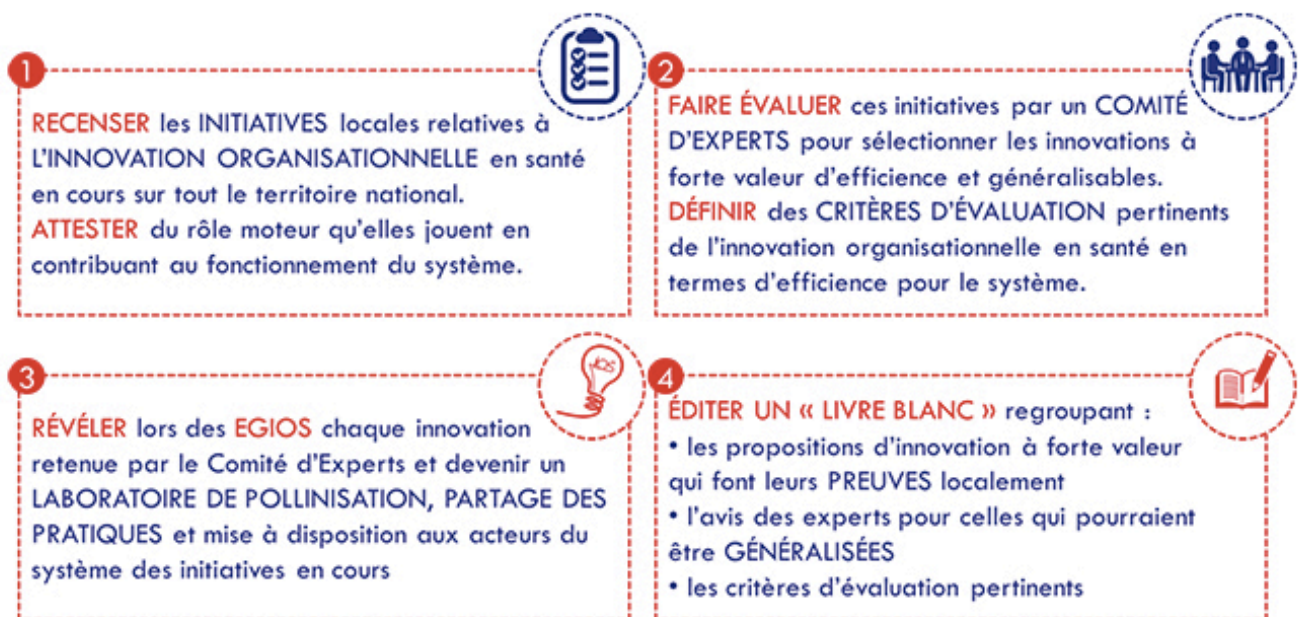 1
RECENSER les INITIATIVES locales relatives à
L'INNOVATION ORGANISATIONNELLE en santé
en cours sur tout le territoire national.
ATTESTER du rôle moteur qu'elles jouent en
contribuant au fonctionnement du système.
2
FAIRE ÉVALUER ces initiatives par un COMITÉ
D'EXPERTS pour sélectionner les innovations à
forte valeur d'efficience et généralisables.
DÉFINIR des CRITÈRES D'ÉVALUATION pertinents
de l'innovation organisationnelle en santé en
termes d'efficience pour le système.
3
RÉVÉLER lors des EGIOS chaque innovation
retenue par le Comité d'Experts et devenir un
LABORATOIRE DE POLLINISATION, PARTAGE DES
PRATIQUES et mise à disposition aux acteurs du
système des initiatives en cours
4
ÉDITER UN « LIVRE BLANC » regroupant :
• les propositions d'innovation à forte valeur
qui font leurs PREUVES localement
• l'avis des experts pour celles qui pourraient
être GÉNÉRALISÉES
• les critères d'évaluation pertinents